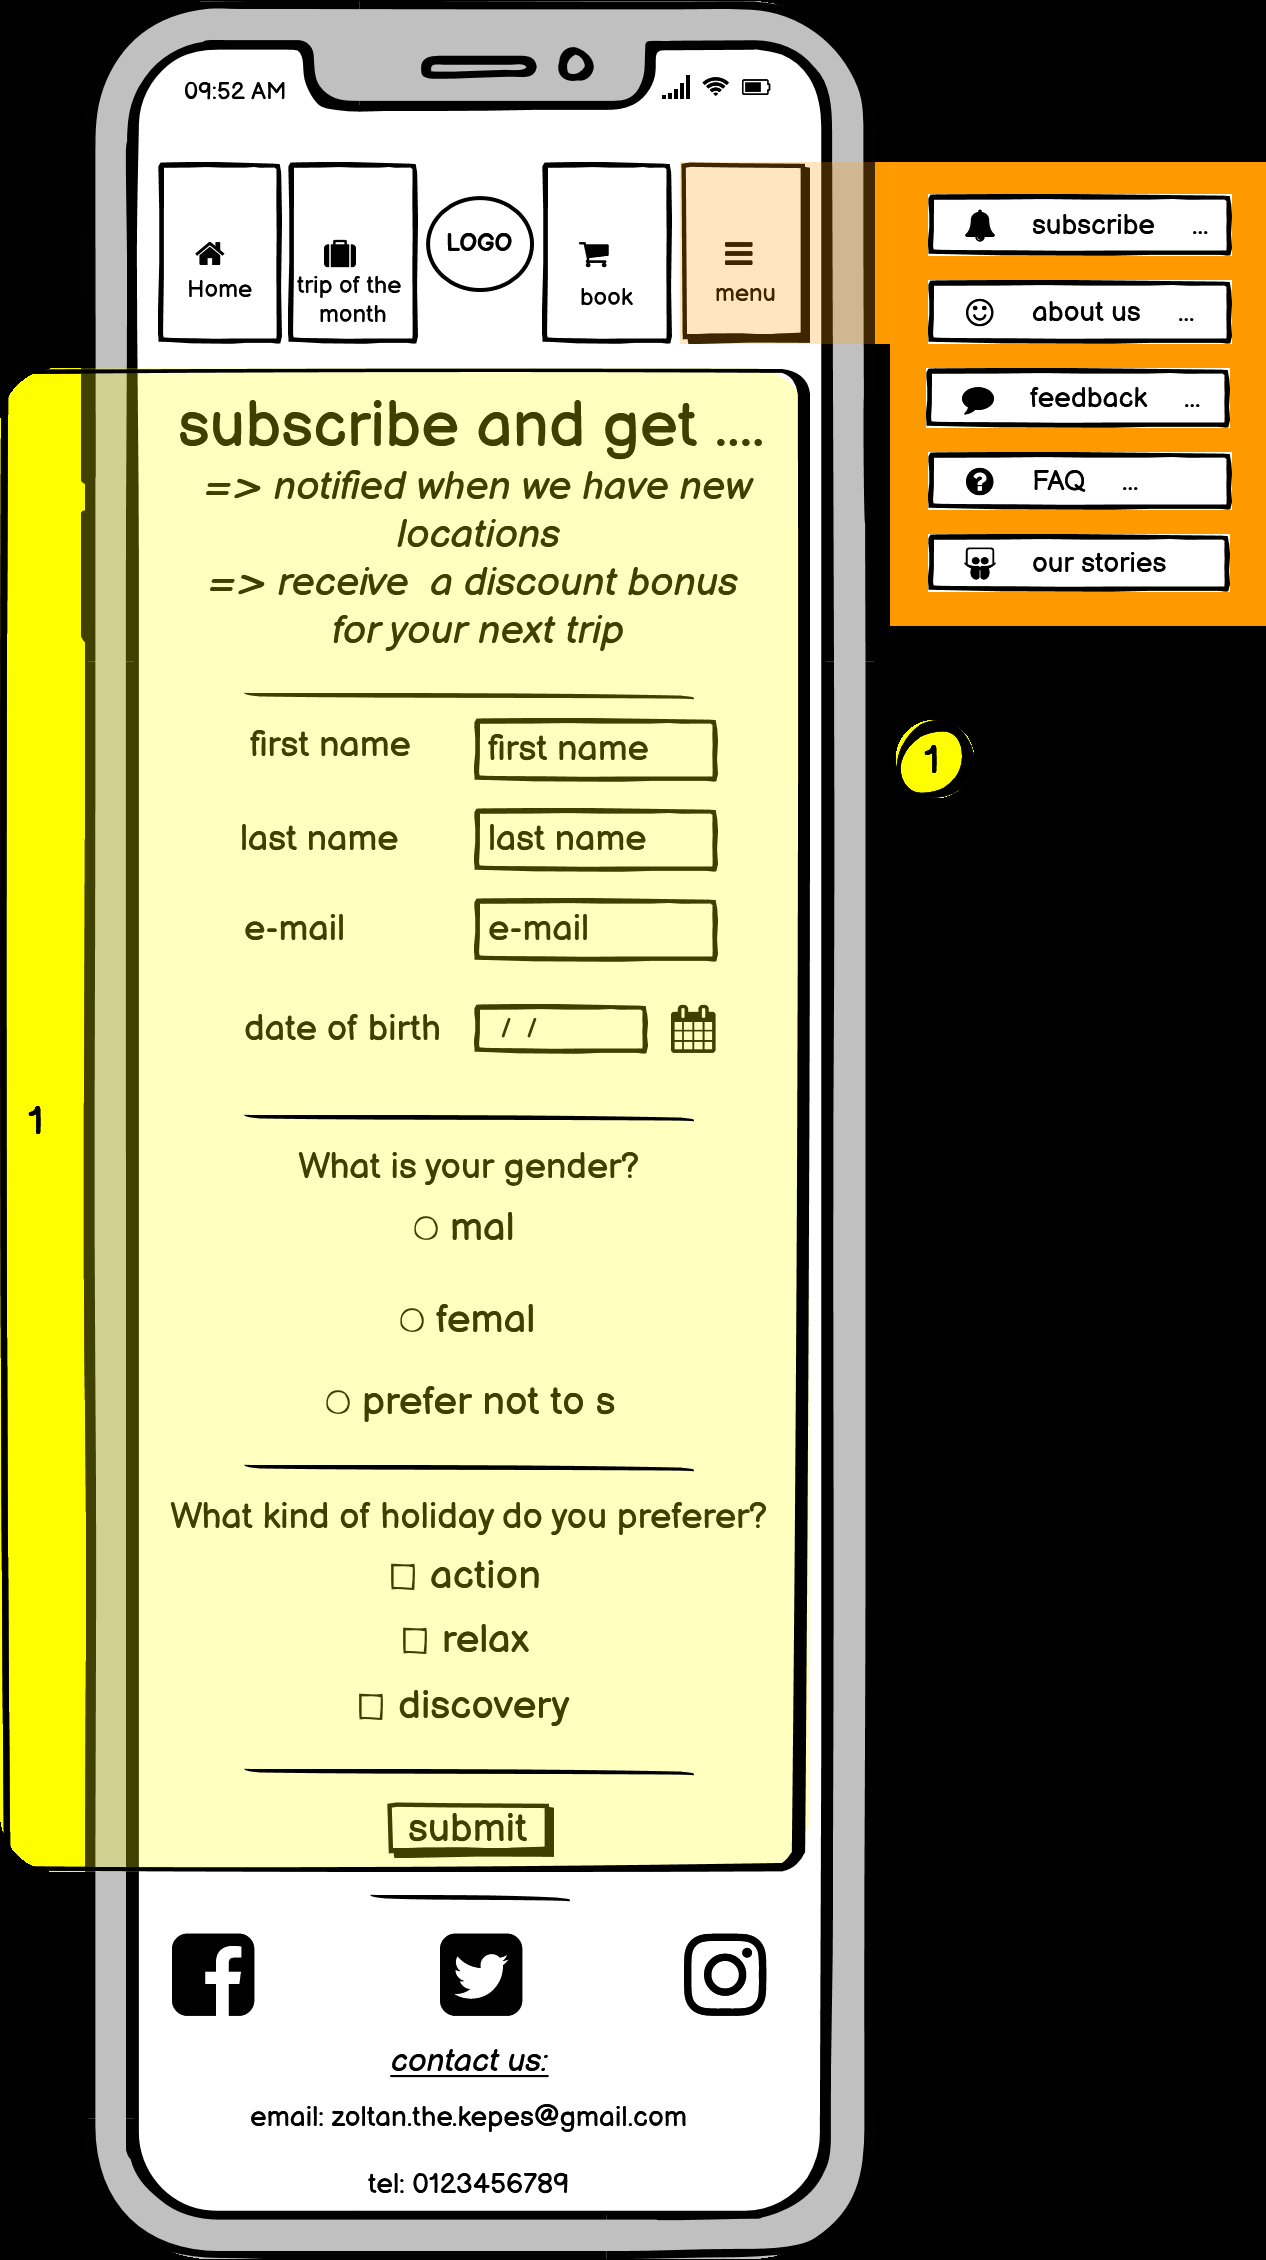 09:52 AM
Home
trip of the
month
LOGO
book
menu
subscribe ...
about us ...
feedback ...
FAQ ...
our stories
subscribe and get ....
=> notified when we have new
locations
=> receive a discount bonus
for your next trip
first name first name
1
last name last name
e-mail e-mail
date of birth / /
1
What is your gender?
mal
femal
prefer not to s
What kind of holiday do you preferer?
action
relax
discovery
submit
contact us:
email: zoltan.the.kepes@gmail.com
tel: 0123456789